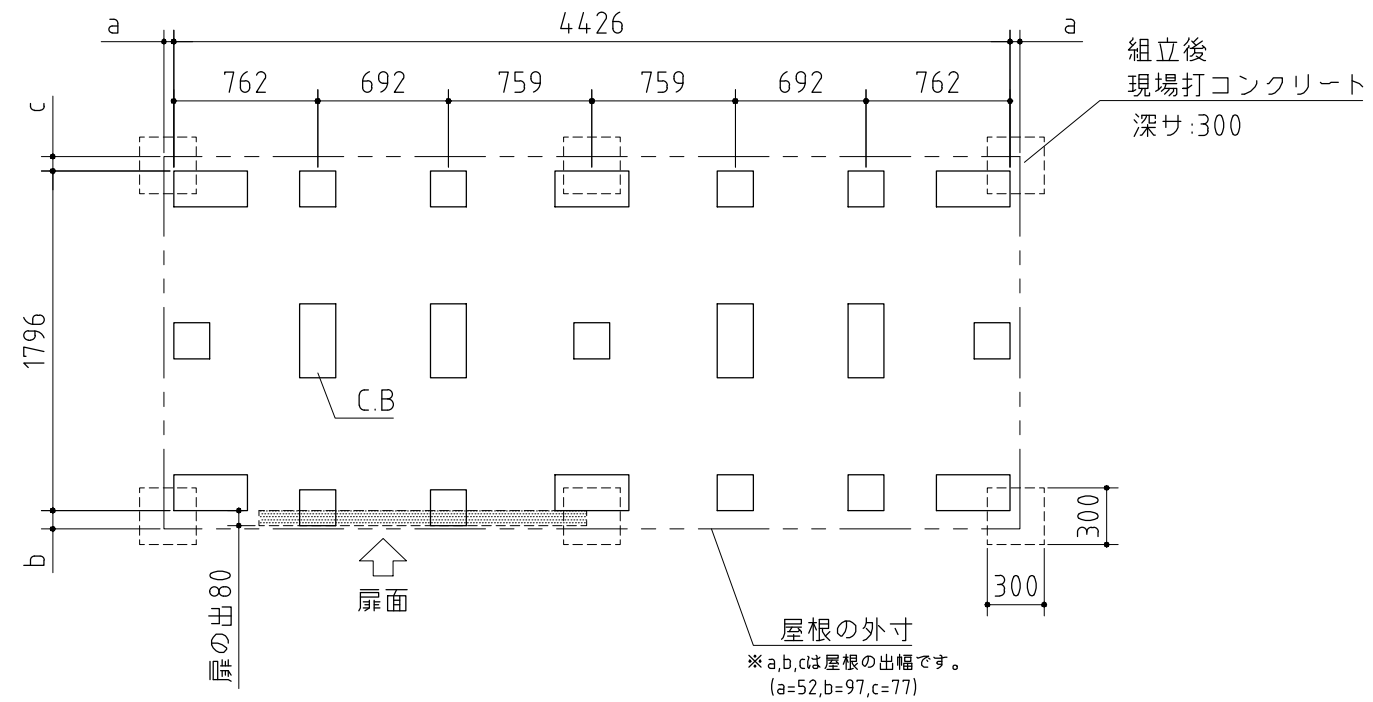 a
4426
a
組立後
現場打コンクリート
深サ:300
762
692
759
759
692
762
c
1796
b
C.B
300
300
扉の出80
扉面
屋根の外寸
※a,b,cは屋根の出幅です。
(a=52,b=97,c=77)